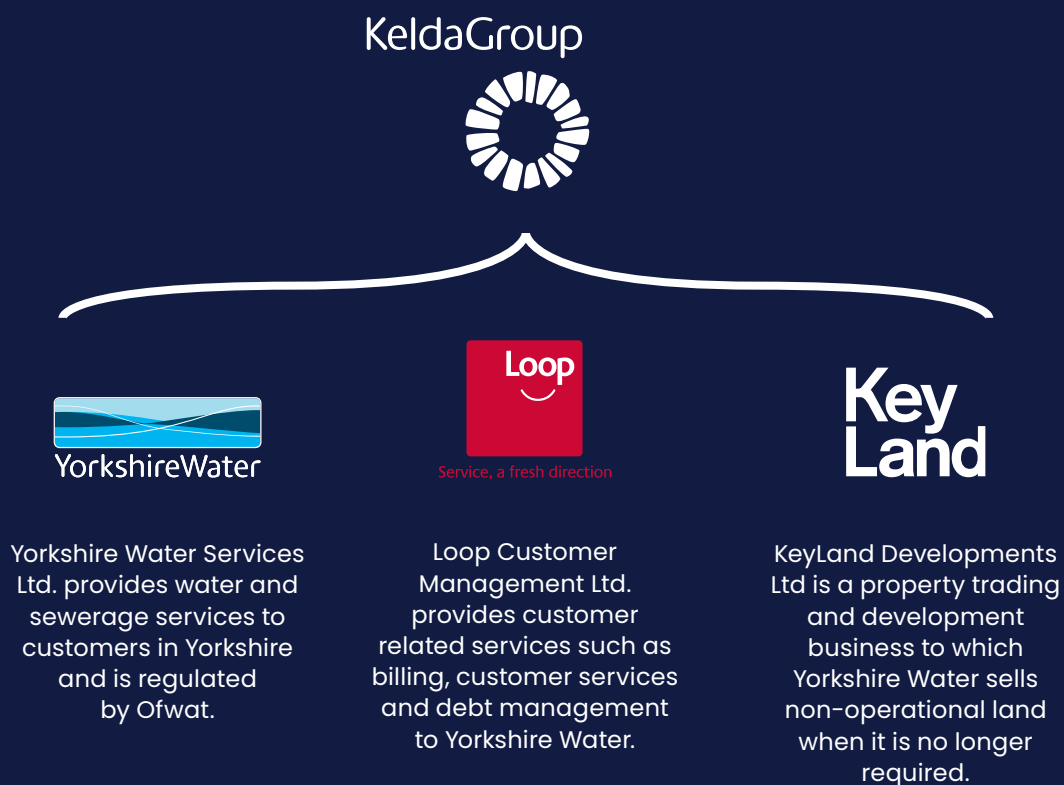 KeldaGroup
YorkshireWater
Yorkshire Water Services
Ltd. provides water and
sewerage services to
customers in Yorkshire
and is regulated
by Ofwat.
Loop
Service, a fresh direction
Loop Customer
Management Ltd.
provides customer
related services such as
billing, customer services
and debt management
to Yorkshire Water.
Key
Land
KeyLand Developments
Ltd is a property trading
and development
business to which
Yorkshire Water sells
non-operational land
when it is no longer
required.